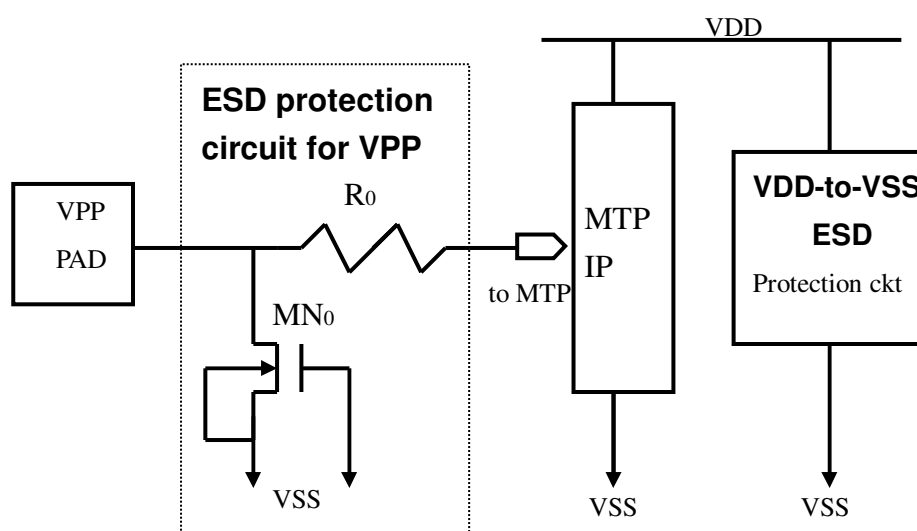 VDD
ESD protection
circuit for VPP
VPP
PAD
R0
to MTP
MTP
IP
VDD-to-VSS
ESD
Protection ckt
MN0
VSS
VSS
VSS